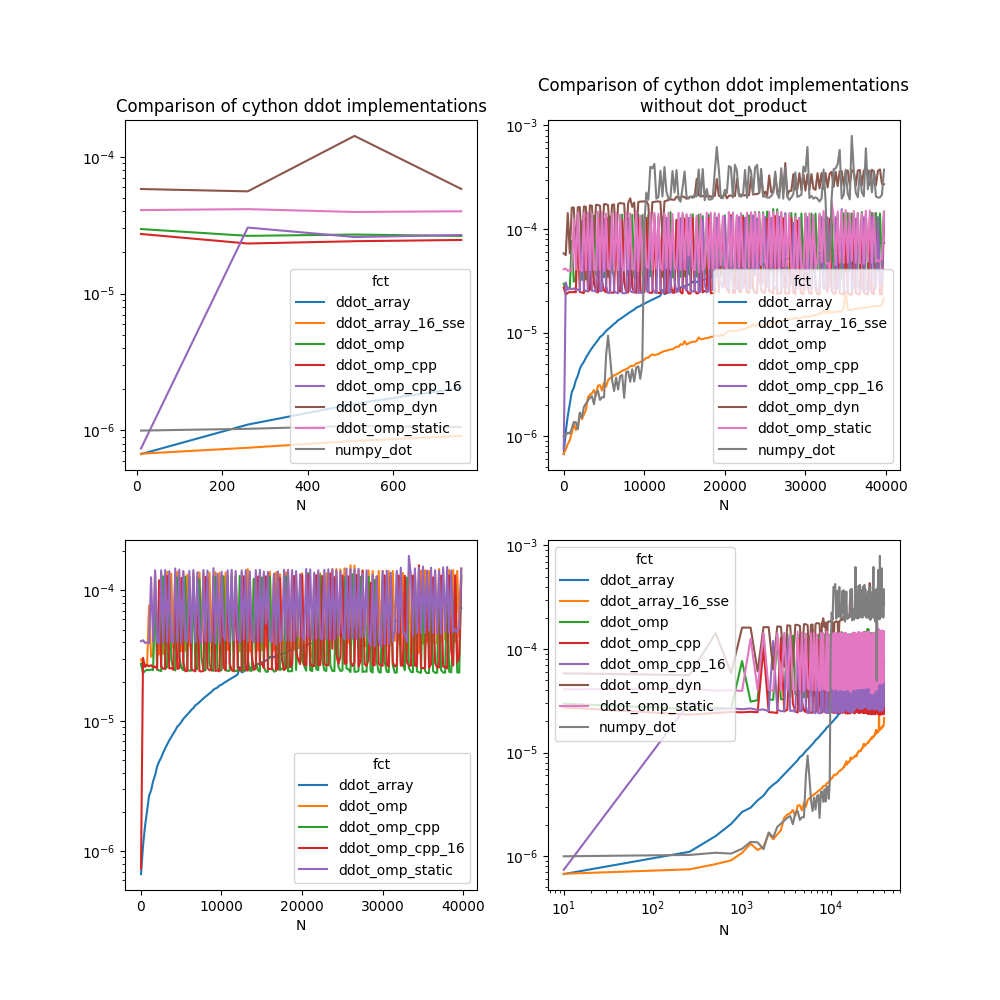 Comparison of cython ddot implementations
10⁻⁴
10⁻⁵
10⁻⁶
0
200
400
600
N
fct
ddot_array
ddot_array_16_sse
ddot_omp
ddot_omp_cpp
ddot_omp_cpp_16
ddot_omp_dyn
ddot_omp_static
numpy_dot
Comparison of cython ddot implementations
without dot_product
10⁻³
10⁻⁴
10⁻⁵
10⁻⁶
0
10000
20000
30000
40000
N
fct
ddot_array
ddot_array_16_sse
ddot_omp
ddot_omp_cpp
ddot_omp_cpp_16
ddot_omp_dyn
ddot_omp_static
numpy_dot
10⁻⁴
10⁻⁵
10⁻⁶
0
10000
20000
30000
40000
N
fct
ddot_array
ddot_omp
ddot_omp_cpp
ddot_omp_cpp_16
ddot_omp_static
10⁻³
10⁻⁴
10⁻⁵
10⁻⁶
10¹
10²
10³
10⁴
N
fct
ddot_array
ddot_array_16_sse
ddot_omp
ddot_omp_cpp
ddot_omp_cpp_16
ddot_omp_dyn
ddot_omp_static
numpy_dot